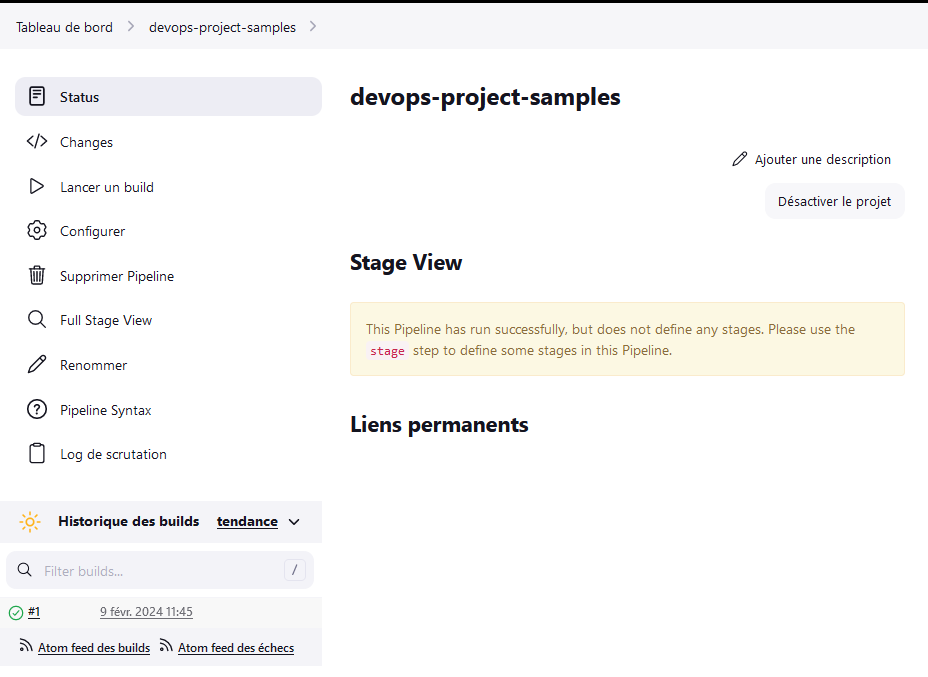 Tableau de bord > devops-project-samples >
Status
Changes
Lancer un build
Configurer
Supprimer Pipeline
Full Stage View
Renommer
Pipeline Syntax
Log de scrutation
Historique des builds tendance
Filter builds... /
#1 9 févr. 2024 11:45
Atom feed des builds Atom feed des échecs
devops-project-samples
Ajouter une description
Désactiver le projet
Stage View
This Pipeline has run successfully, but does not define any stages. Please use the
stage step to define some stages in this Pipeline.
Liens permanents